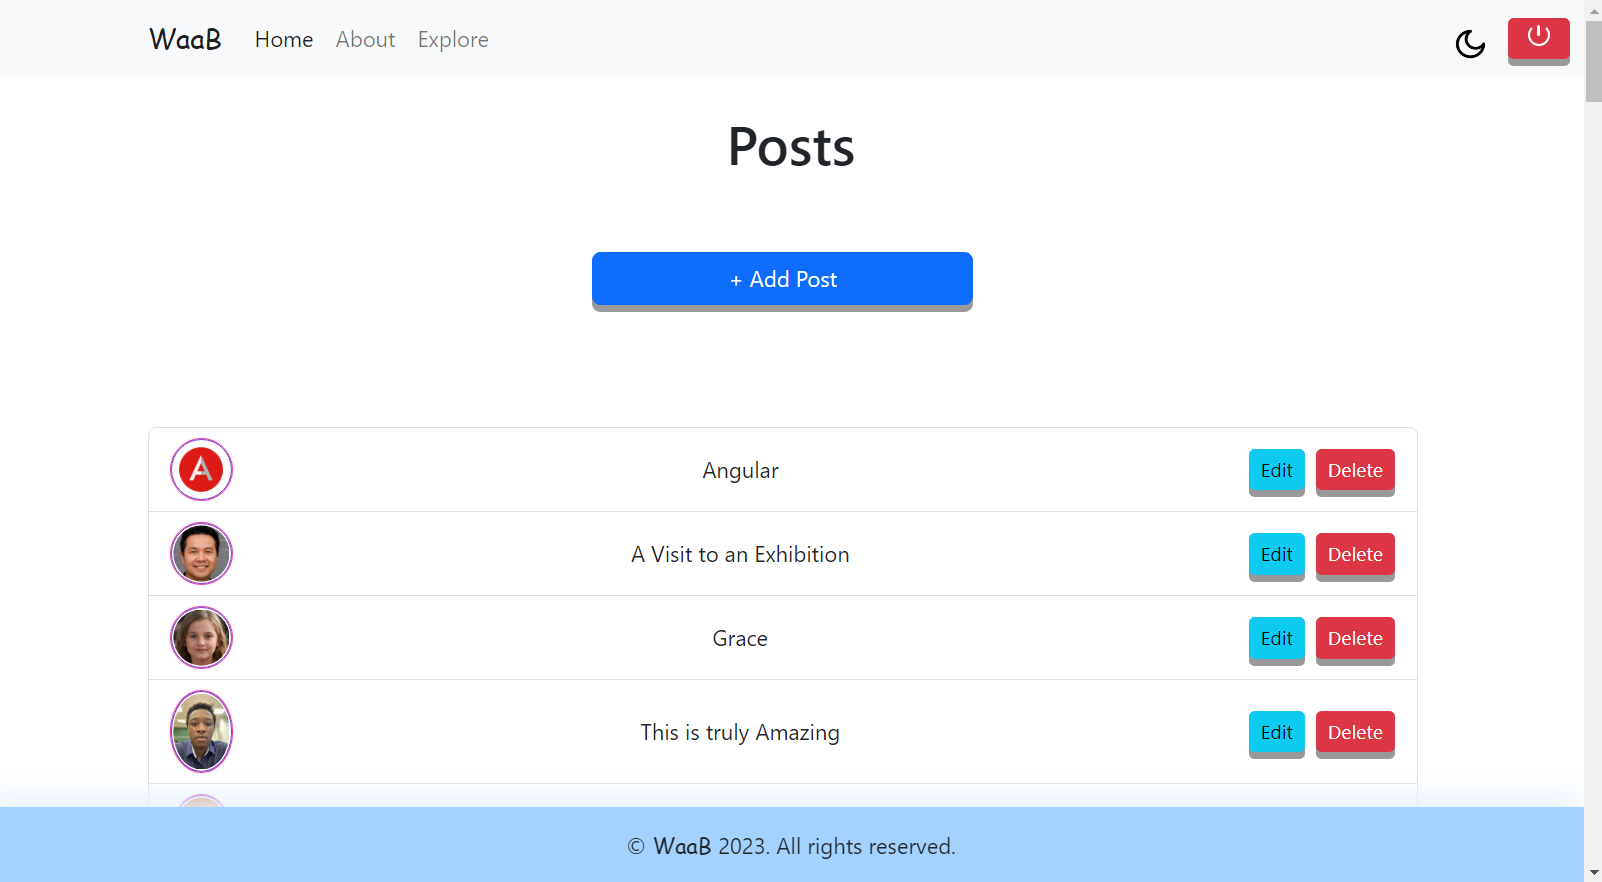 WaaB Home About Explore
Posts
+ Add Post
Angular Edit Delete
A Visit to an Exhibition Edit Delete
Grace Edit Delete
This is truly Amazing Edit Delete
© WaaB 2023. All rights reserved.